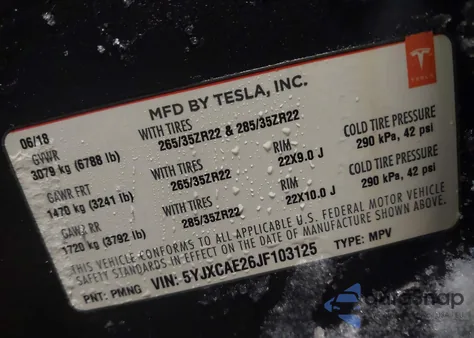 TESLA
MFD BY TESLA, INC.
06/18
GVWR WITH TIRES COLD TIRE PRESSURE
3079 kg (6788 lb) 265/35ZR22 & 285/35ZR22 290 kPa, 42 psi
GAWR FRT WITH TIRES RIM COLD TIRE PRESSURE
1470 kg (3241 lb) 265/35ZR22 22X9.0 J 290 kPa, 42 psi
GAWR RR WITH TIRES RIM
1720 kg (3792 lb) 285/35ZR22 22X10.0 J
THIS VEHICLE CONFORMS TO ALL APPLICABLE U.S. FEDERAL MOTOR VEHICLE
SAFETY STANDARDS IN EFFECT ON THE DATE OF MANUFACTURE SHOWN ABOVE.
PNT: PMNG VIN: 5YJXCAE26JF103125 TYPE: MPV